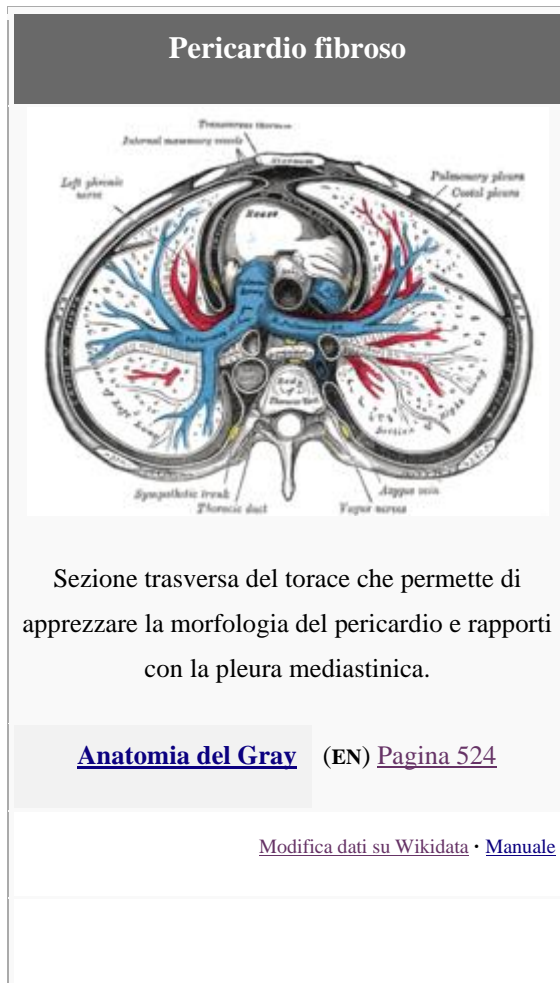 Pericardio fibroso
Internal mammary vessels
Sternum
Left phrenic
nerve
Pulmonary pleura
Costal pleura
Heart
Sympathetic trunk
Thoracic duct
Azygos vein
Vagus nerves
Sezione trasversa del torace che permette di
apprezzare la morfologia del pericardio e rapporti
con la pleura mediastinica.
Anatomia del Gray (EN) Pagina 524
Modifica dati su Wikidata · Manuale